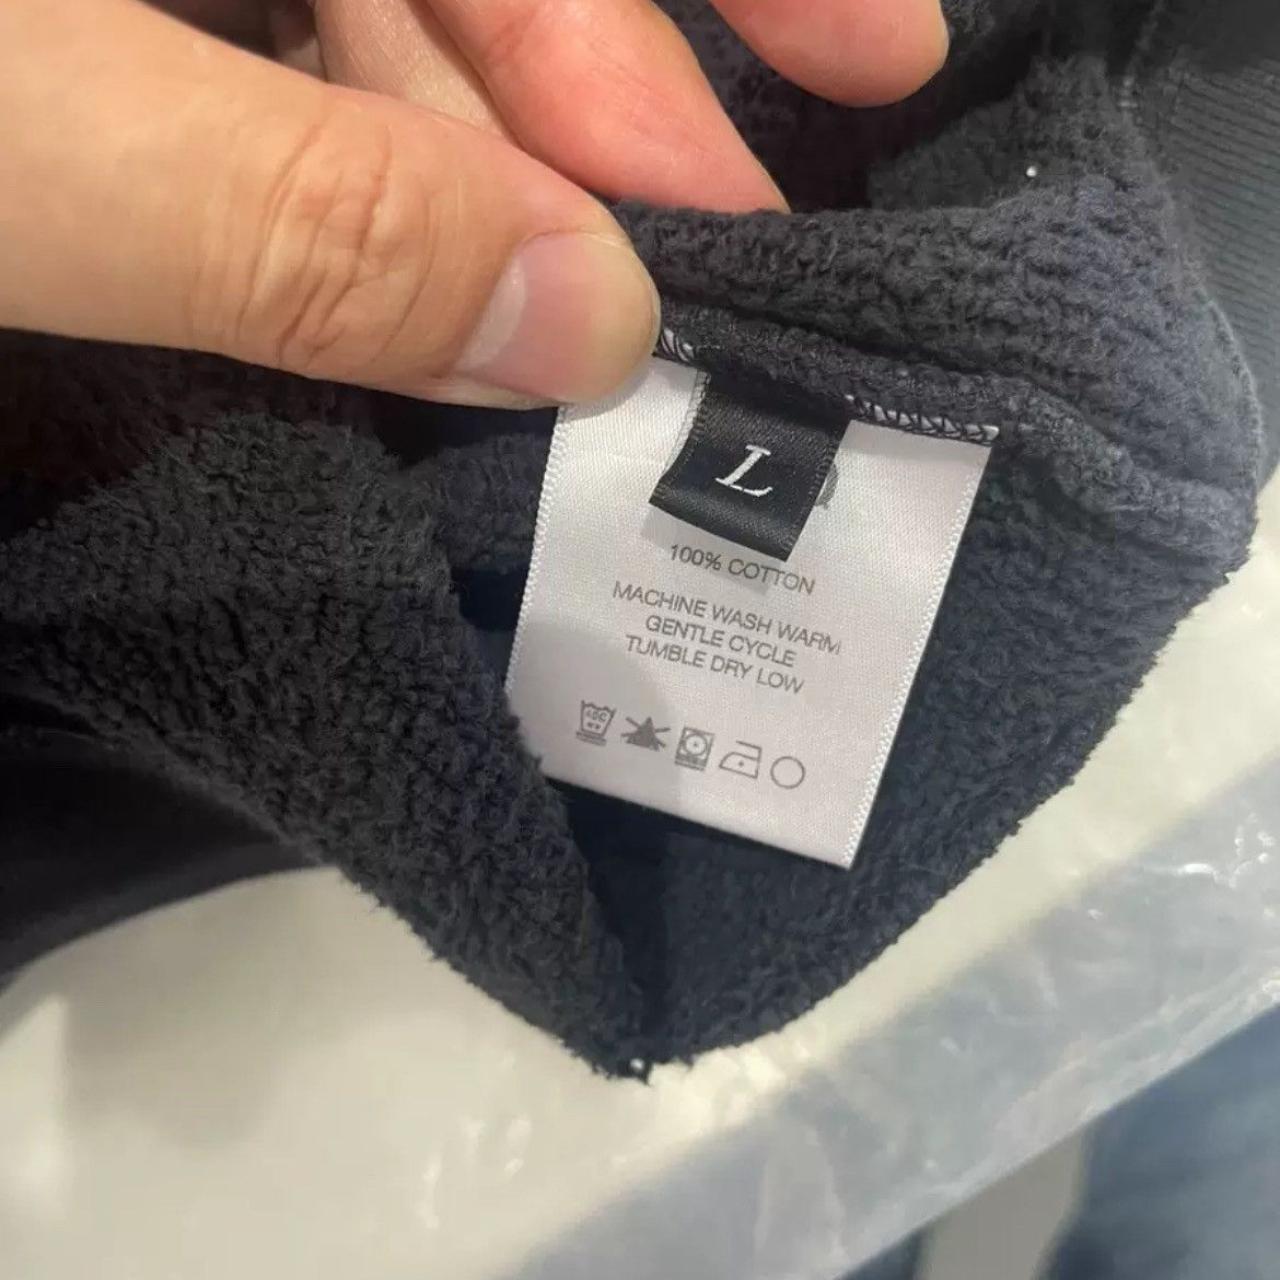 L
100% COTTON
MACHINE WASH WARM
GENTLE CYCLE
TUMBLE DRY LOW